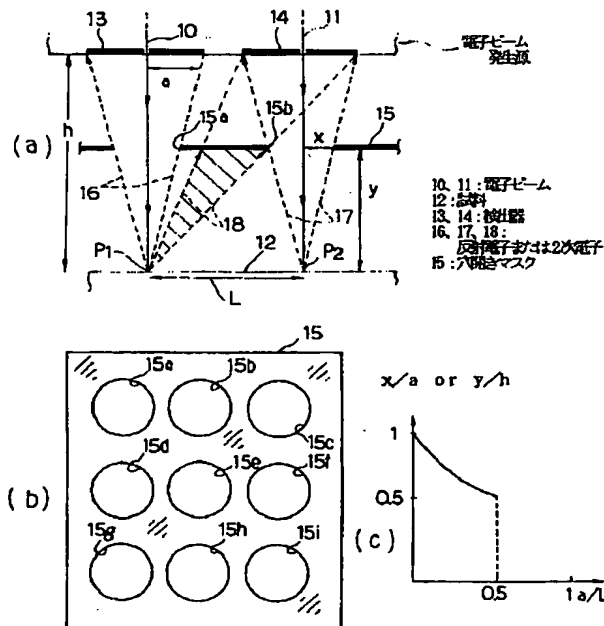 13 10 14 11
電子ビーム
発生源
a
15a 15b 15
h
(a)
x
y
16 18 17
12
P1 P2
L
10、11:電子ビーム
12:試料
13、14:検出器
16、17、18:
反射電子または2次電子
15:穴開きマスク
15
15a 15b
15c
15d 15e 15f
(b)
15g 15h 15i
x/a or y/h
1
0.5
(c)
0.5 1 a/L